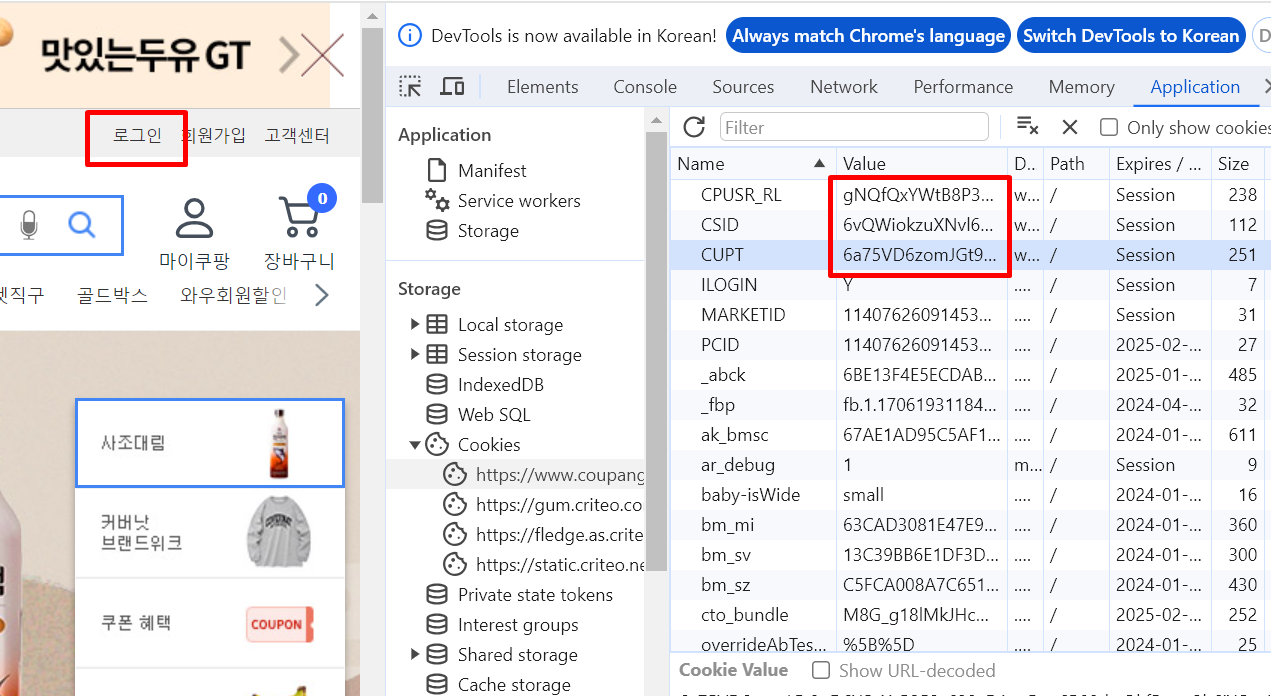 맛있는두유 GT
로그인 회원가입 고객센터
0
마이쿠팡 장바구니
직구 골드박스 와우회원할인
사조대림
커버낫
브랜드위크
쿠폰 혜택
COUPON
DevTools is now available in Korean! Always match Chrome's language Switch DevTools to Korean D
Elements Console Sources Network Performance Memory Application
Application
Manifest
Service workers
Storage
Storage
Local storage
Session storage
IndexedDB
Web SQL
Cookies
https://www.coupang
https://gum.criteo.co
https://fledge.as.crite
https://static.criteo.ne
Private state tokens
Interest groups
Shared storage
Cache storage
Filter Only show cookies
Name Value D.. Path Expires / ... Size
CPUSR_RL gNQfQxYWtB8P3... w... / Session 238
CSID 6vQWiokzuXNvl6... w... / Session 112
CUPT 6a75VD6zomJGt9... w... / Session 251
ILOGIN Y .... / Session 7
MARKETID 11407626091453... .... / Session 31
PCID 11407626091453... .... / 2025-02-... 27
_abck 6BE13F4E5ECDAB... .... / 2025-01-... 485
_fbp fb.1.17061931184... .... / 2024-04-... 32
ak_bmsc 67AE1AD95C5AF1... .... / 2024-01-... 611
ar_debug 1 m... / Session 9
baby-isWide small .... / 2024-01-... 16
bm_mi 63CAD3081E47E9... .... / 2024-01-... 360
bm_sv 13C39BB6E1DF3D... .... / 2024-01-... 300
bm_sz C5FCA008A7C651... .... / 2024-01-... 430
cto_bundle M8G_g18lMkJHc... .... / 2025-02-... 252
overrideAbTes... %5B%5D .... / 2024-01-... 25
Cookie Value Show URL-decoded